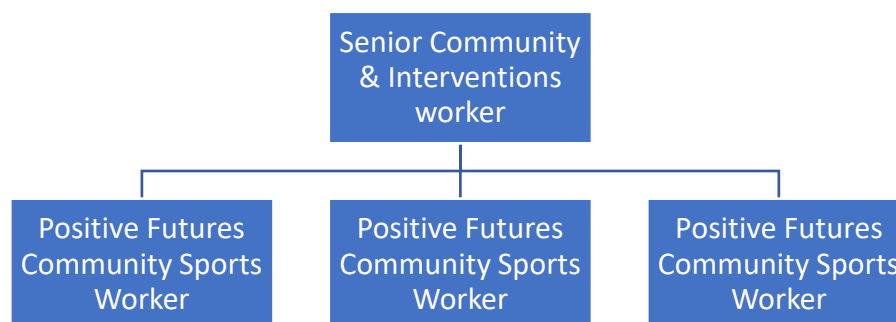 Senior Community
& Interventions
worker
Positive Futures
Community Sports
Worker
Positive Futures
Community Sports
Worker
Positive Futures
Community Sports
Worker